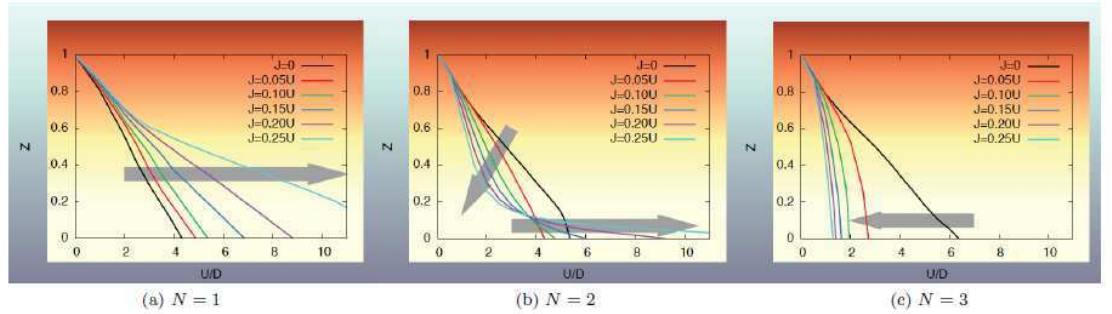 1
0.8
0.6
0.4
0.2
0
Z
0 2 4 6 8 10
U/D
J=0
J=0.05U
J=0.10U
J=0.15U
J=0.20U
J=0.25U
(a) N = 1
1
0.8
0.6
0.4
0.2
0
Z
0 2 4 6 8 10
U/D
J=0
J=0.05U
J=0.10U
J=0.15U
J=0.20U
J=0.25U
(b) N = 2
1
0.8
0.6
0.4
0.2
0
Z
0 2 4 6 8 10
U/D
J=0
J=0.05U
J=0.10U
J=0.15U
J=0.20U
J=0.25U
(c) N = 3